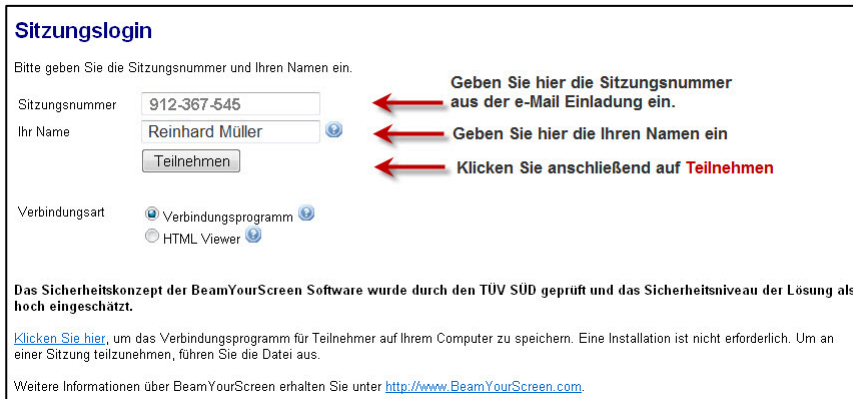 Sitzungslogin
Bitte geben Sie die Sitzungsnummer und Ihren Namen ein.
Sitzungsnummer 912-367-545 Geben Sie hier die Sitzungsnummer
aus der e-Mail Einladung ein.
Ihr Name Reinhard Müller Geben Sie hier die Ihren Namen ein
Teilnehmen Klicken Sie anschließend auf Teilnehmen
Verbindungsart Verbindungsprogramm
HTML Viewer
Das Sicherheitskonzept der BeamYourScreen Software wurde durch den TÜV SÜD geprüft und das Sicherheitsniveau der Lösung als
hoch eingeschätzt.
Klicken Sie hier, um das Verbindungsprogramm für Teilnehmer auf Ihrem Computer zu speichern. Eine Installation ist nicht erforderlich. Um an
einer Sitzung teilzunehmen, führen Sie die Datei aus.
Weitere Informationen über BeamYourScreen erhalten Sie unter http://www.BeamYourScreen.com.